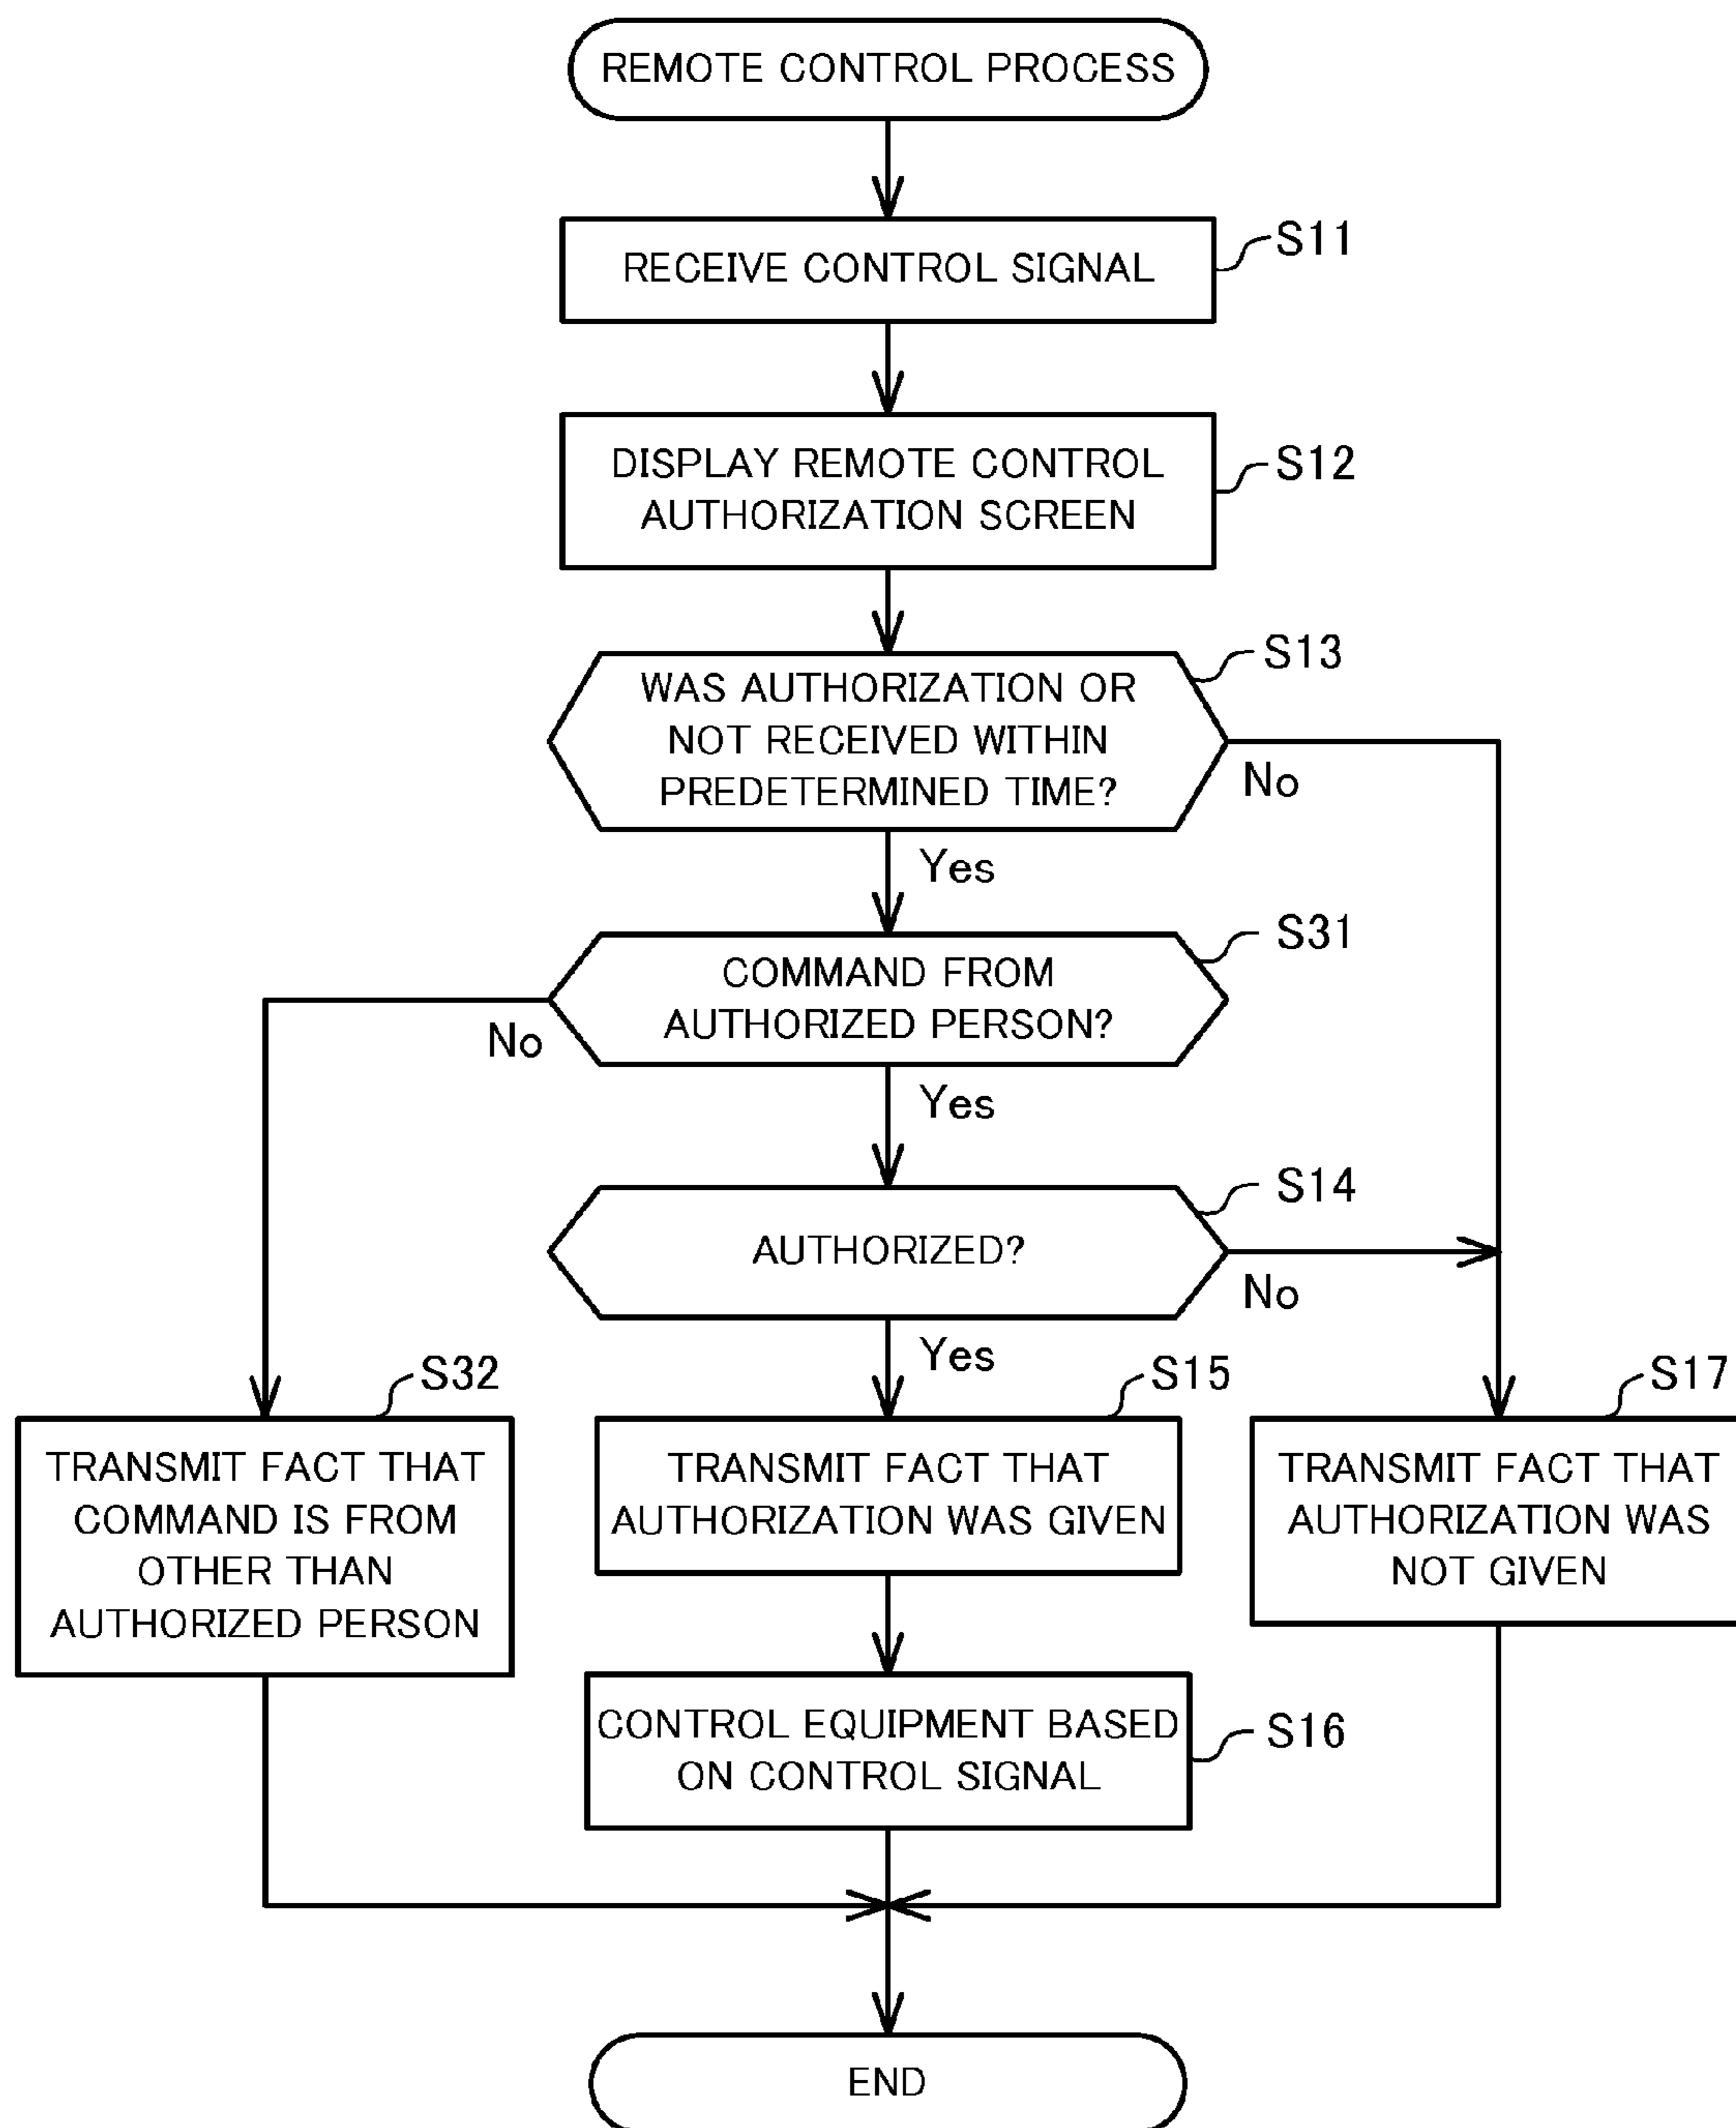 REMOTE CONTROL PROCESS
RECEIVE CONTROL SIGNAL
S11
DISPLAY REMOTE CONTROL
AUTHORIZATION SCREEN
S12
WAS AUTHORIZATION OR
NOT RECEIVED WITHIN
PREDETERMINED TIME?
S13
No
Yes
COMMAND FROM
AUTHORIZED PERSON?
S31
No
Yes
AUTHORIZED?
S14
No
Yes
S32
TRANSMIT FACT THAT
COMMAND IS FROM
OTHER THAN
AUTHORIZED PERSON
S15
TRANSMIT FACT THAT
AUTHORIZATION WAS GIVEN
S17
TRANSMIT FACT THAT
AUTHORIZATION WAS
NOT GIVEN
CONTROL EQUIPMENT BASED
ON CONTROL SIGNAL
S16
END